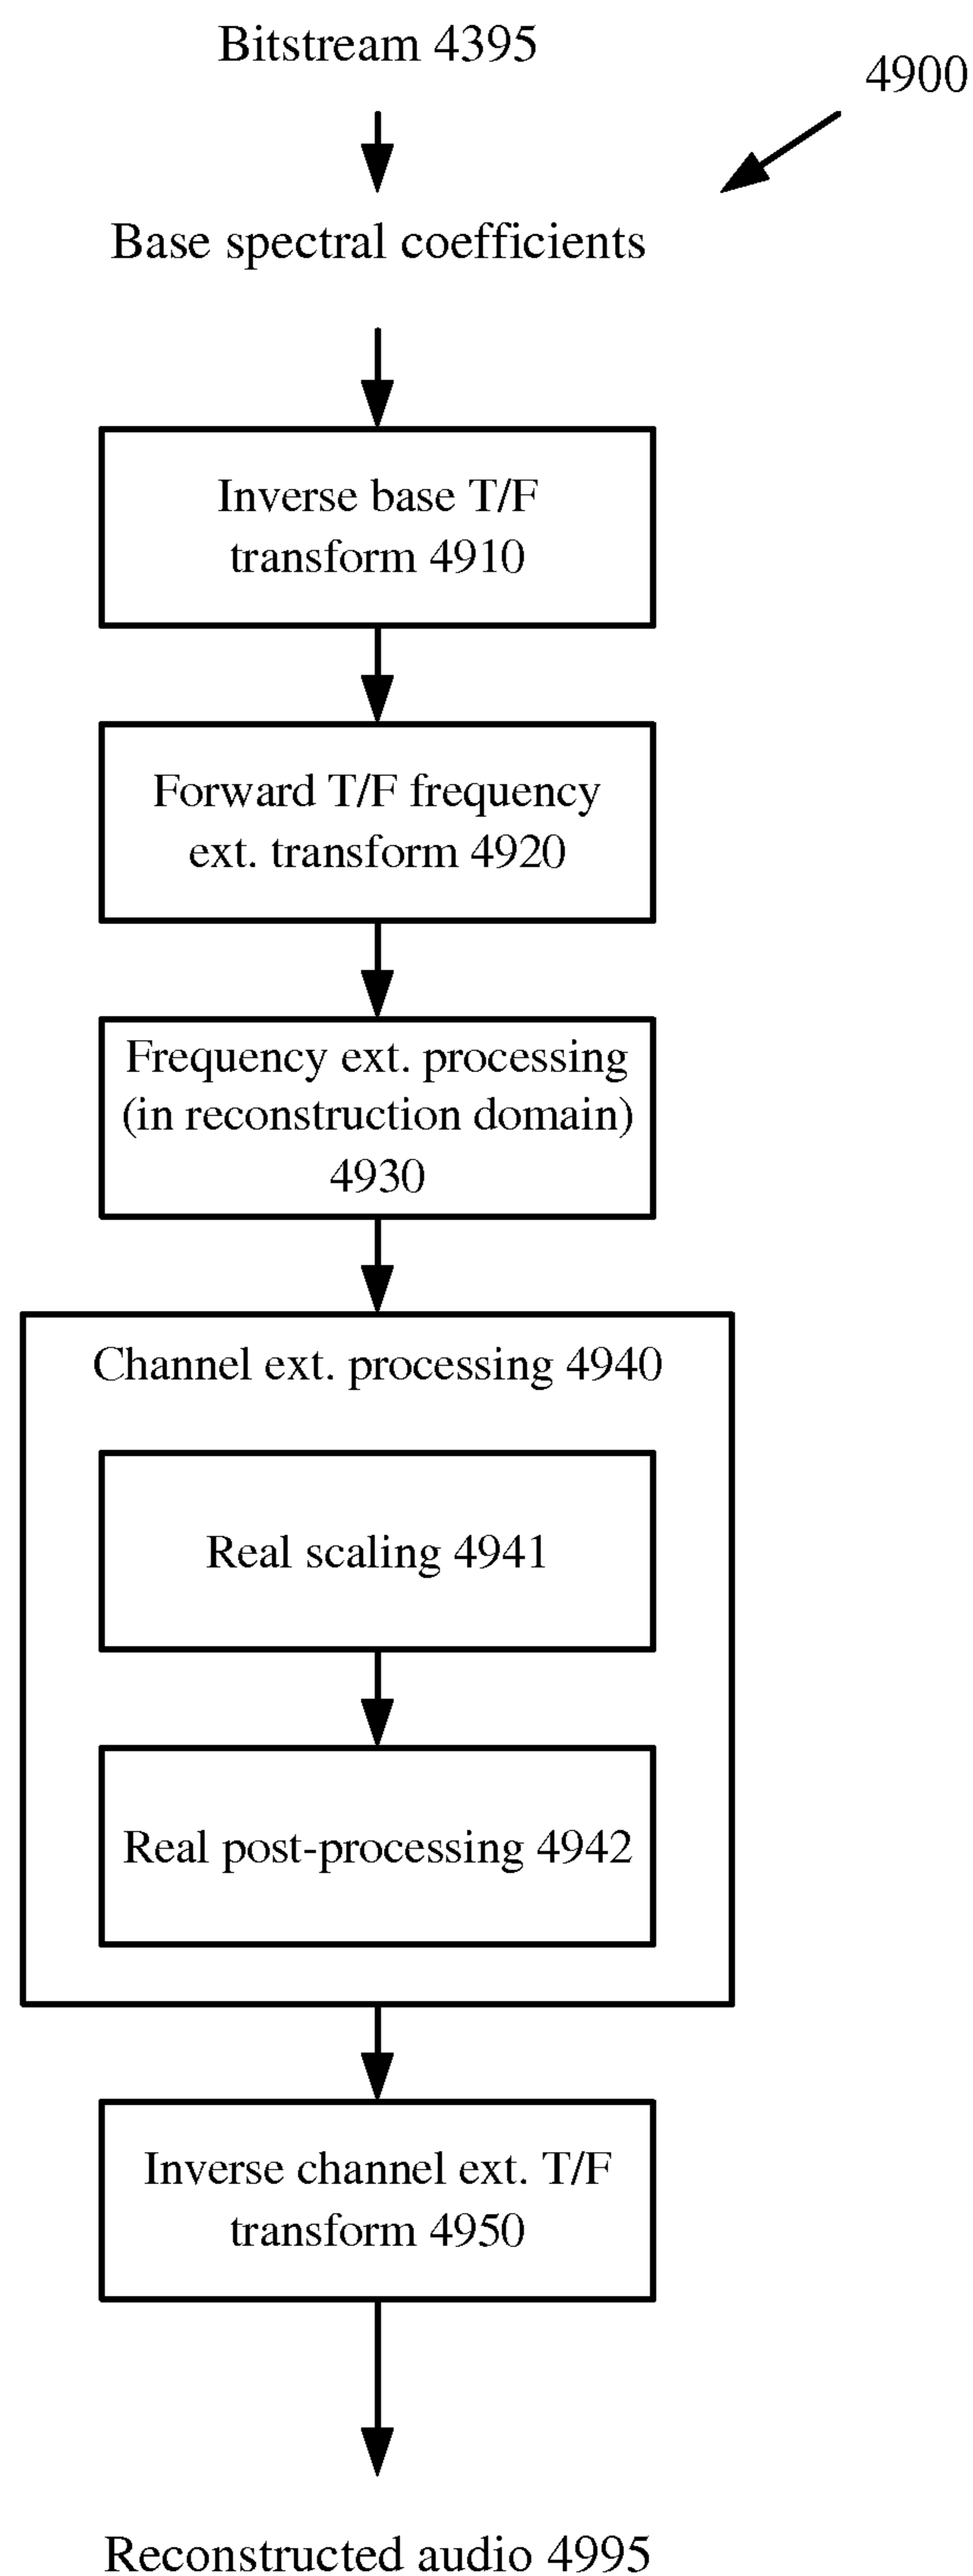 Bitstream 4395
4900
Base spectral coefficients
Inverse base T/F
transform 4910
Forward T/F frequency
ext. transform 4920
Frequency ext. processing
(in reconstruction domain)
4930
Channel ext. processing 4940
Real scaling 4941
Real post-processing 4942
Inverse channel ext. T/F
transform 4950
Reconstructed audio 4995